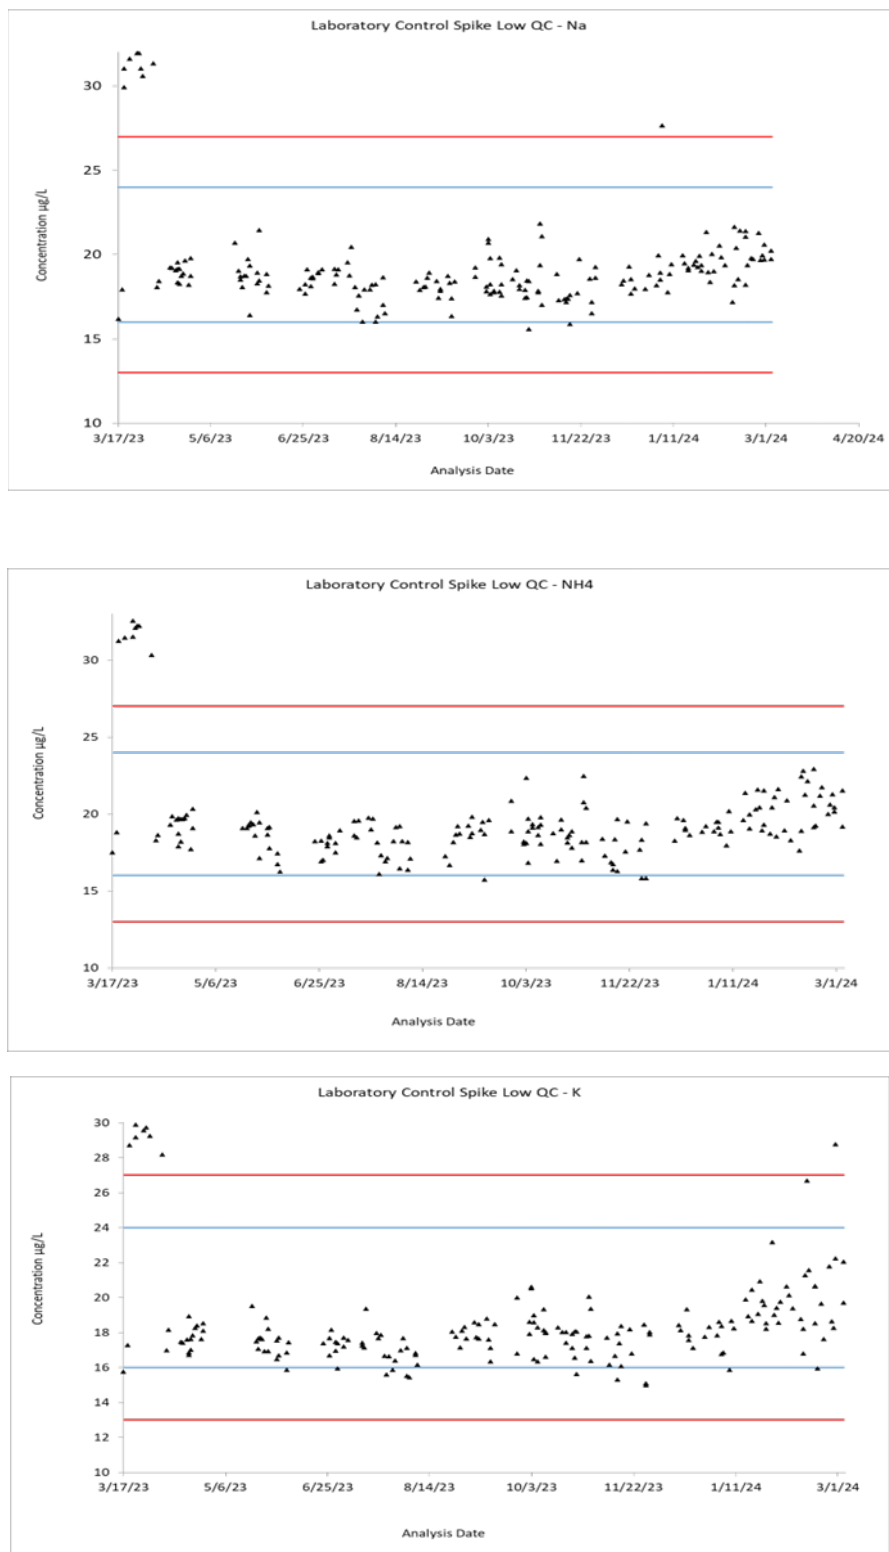 Laboratory Control Spike Low QC - Na
Concentration µg/L
30
25
20
15
10
3/17/23 5/6/23 6/25/23 8/14/23 10/3/23 11/22/23 1/11/24 3/1/24 4/20/24
Analysis Date
Laboratory Control Spike Low QC - NH4
Concentration µg/L
30
25
20
15
10
3/17/23 5/6/23 6/25/23 8/14/23 10/3/23 11/22/23 1/11/24 3/1/24
Analysis Date
Laboratory Control Spike Low QC - K
Concentration µg/L
30
28
26
24
22
20
18
16
14
12
10
3/17/23 5/6/23 6/25/23 8/14/23 10/3/23 11/22/23 1/11/24 3/1/24
Analysis Date